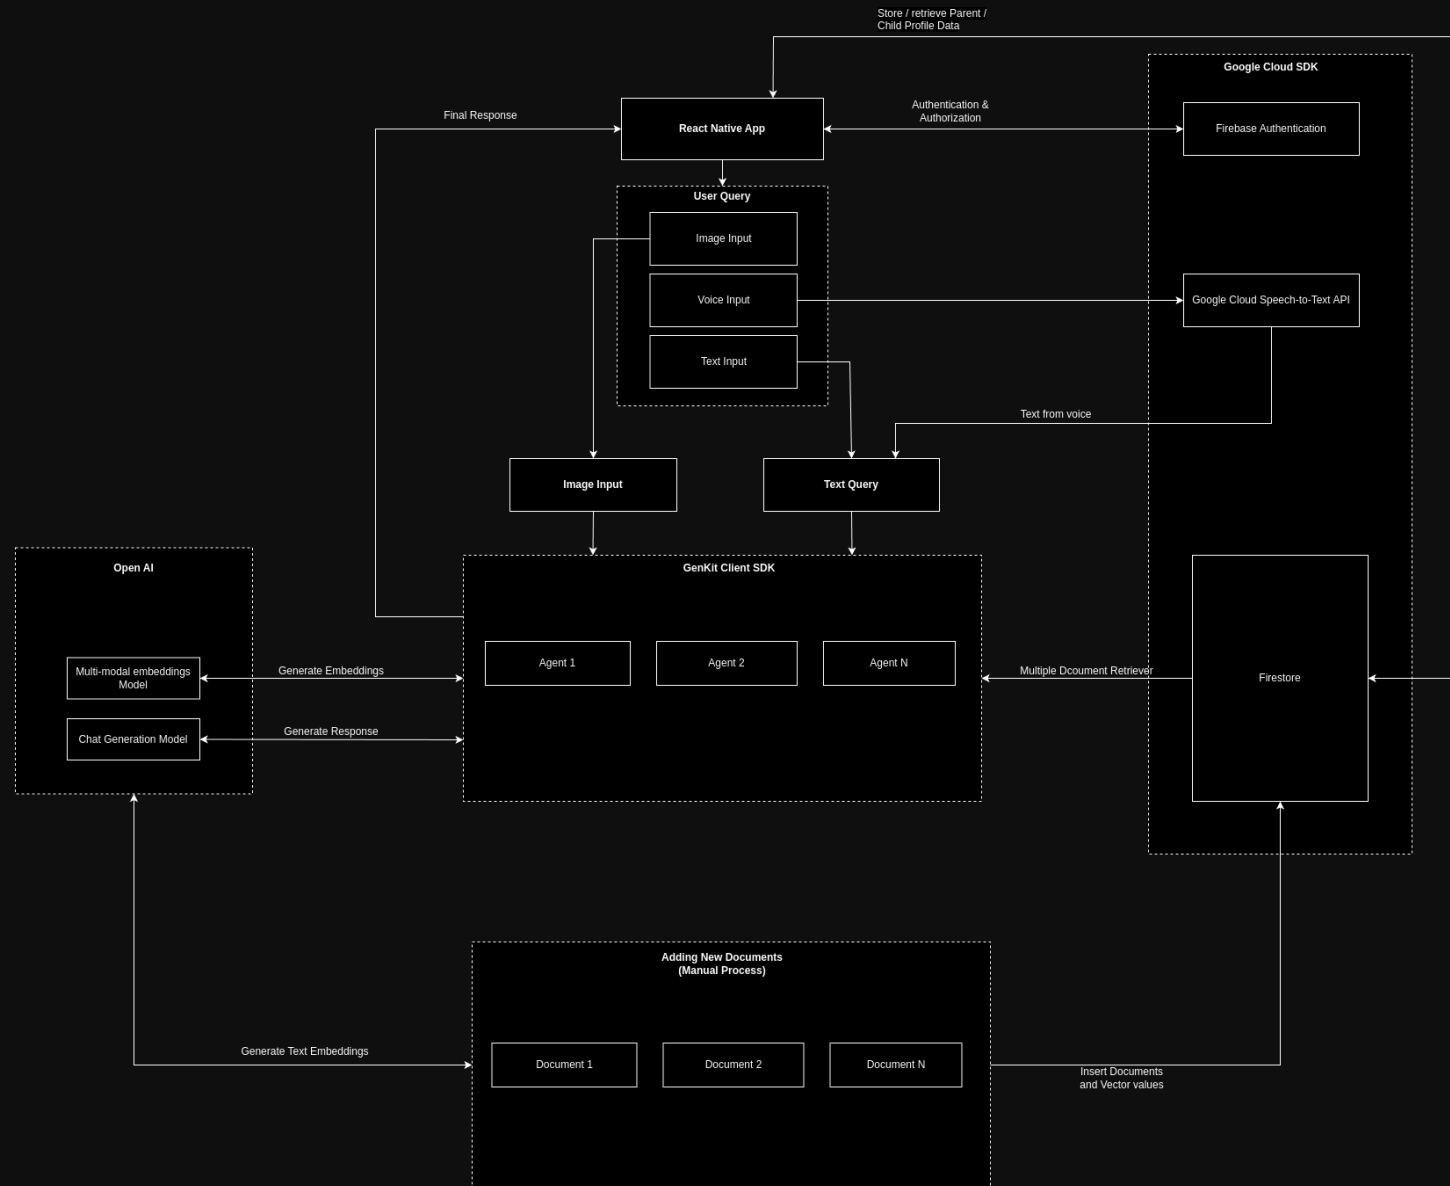 Store / retrieve Parent /
Child Profile Data
Google Cloud SDK
Final Response
React Native App
Authentication &
Authorization
Firebase Authentication
User Query
Image Input
Voice Input
Google Cloud Speech-to-Text API
Text Input
Text from voice
Image Input
Text Query
Open AI
GenKit Client SDK
Multi-modal embeddings
Model
Generate Embeddings
Agent 1
Agent 2
Agent N
Multiple Dcoument Retriever
Firestore
Chat Generation Model
Generate Response
Adding New Documents
(Manual Process)
Generate Text Embeddings
Document 1
Document 2
Document N
Insert Documents
and Vector values